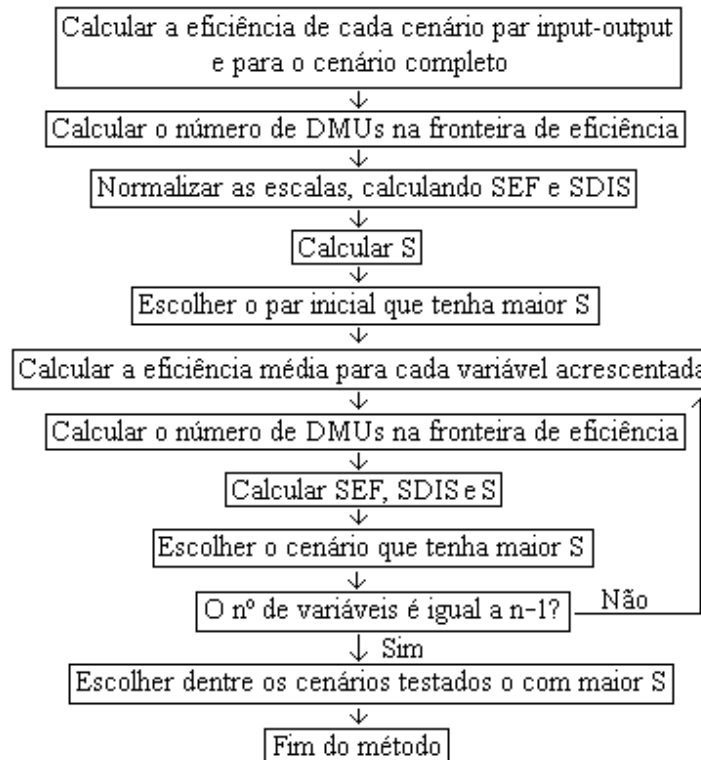 Calcular a eficiência de cada cenário par input-output
e para o cenário completo
Calcular o número de DMUs na fronteira de eficiência
Normalizar as escalas, calculando SEF e SDIS
Calcular S
Escolher o par inicial que tenha maior S
Calcular a eficiência média para cada variável acrescentada
Calcular o número de DMUs na fronteira de eficiência
Calcular SEF, SDIS e S
Escolher o cenário que tenha maior S
O nº de variáveis é igual a n-1?
Não
Sim
Escolher dentre os cenários testados o com maior S
Fim do método